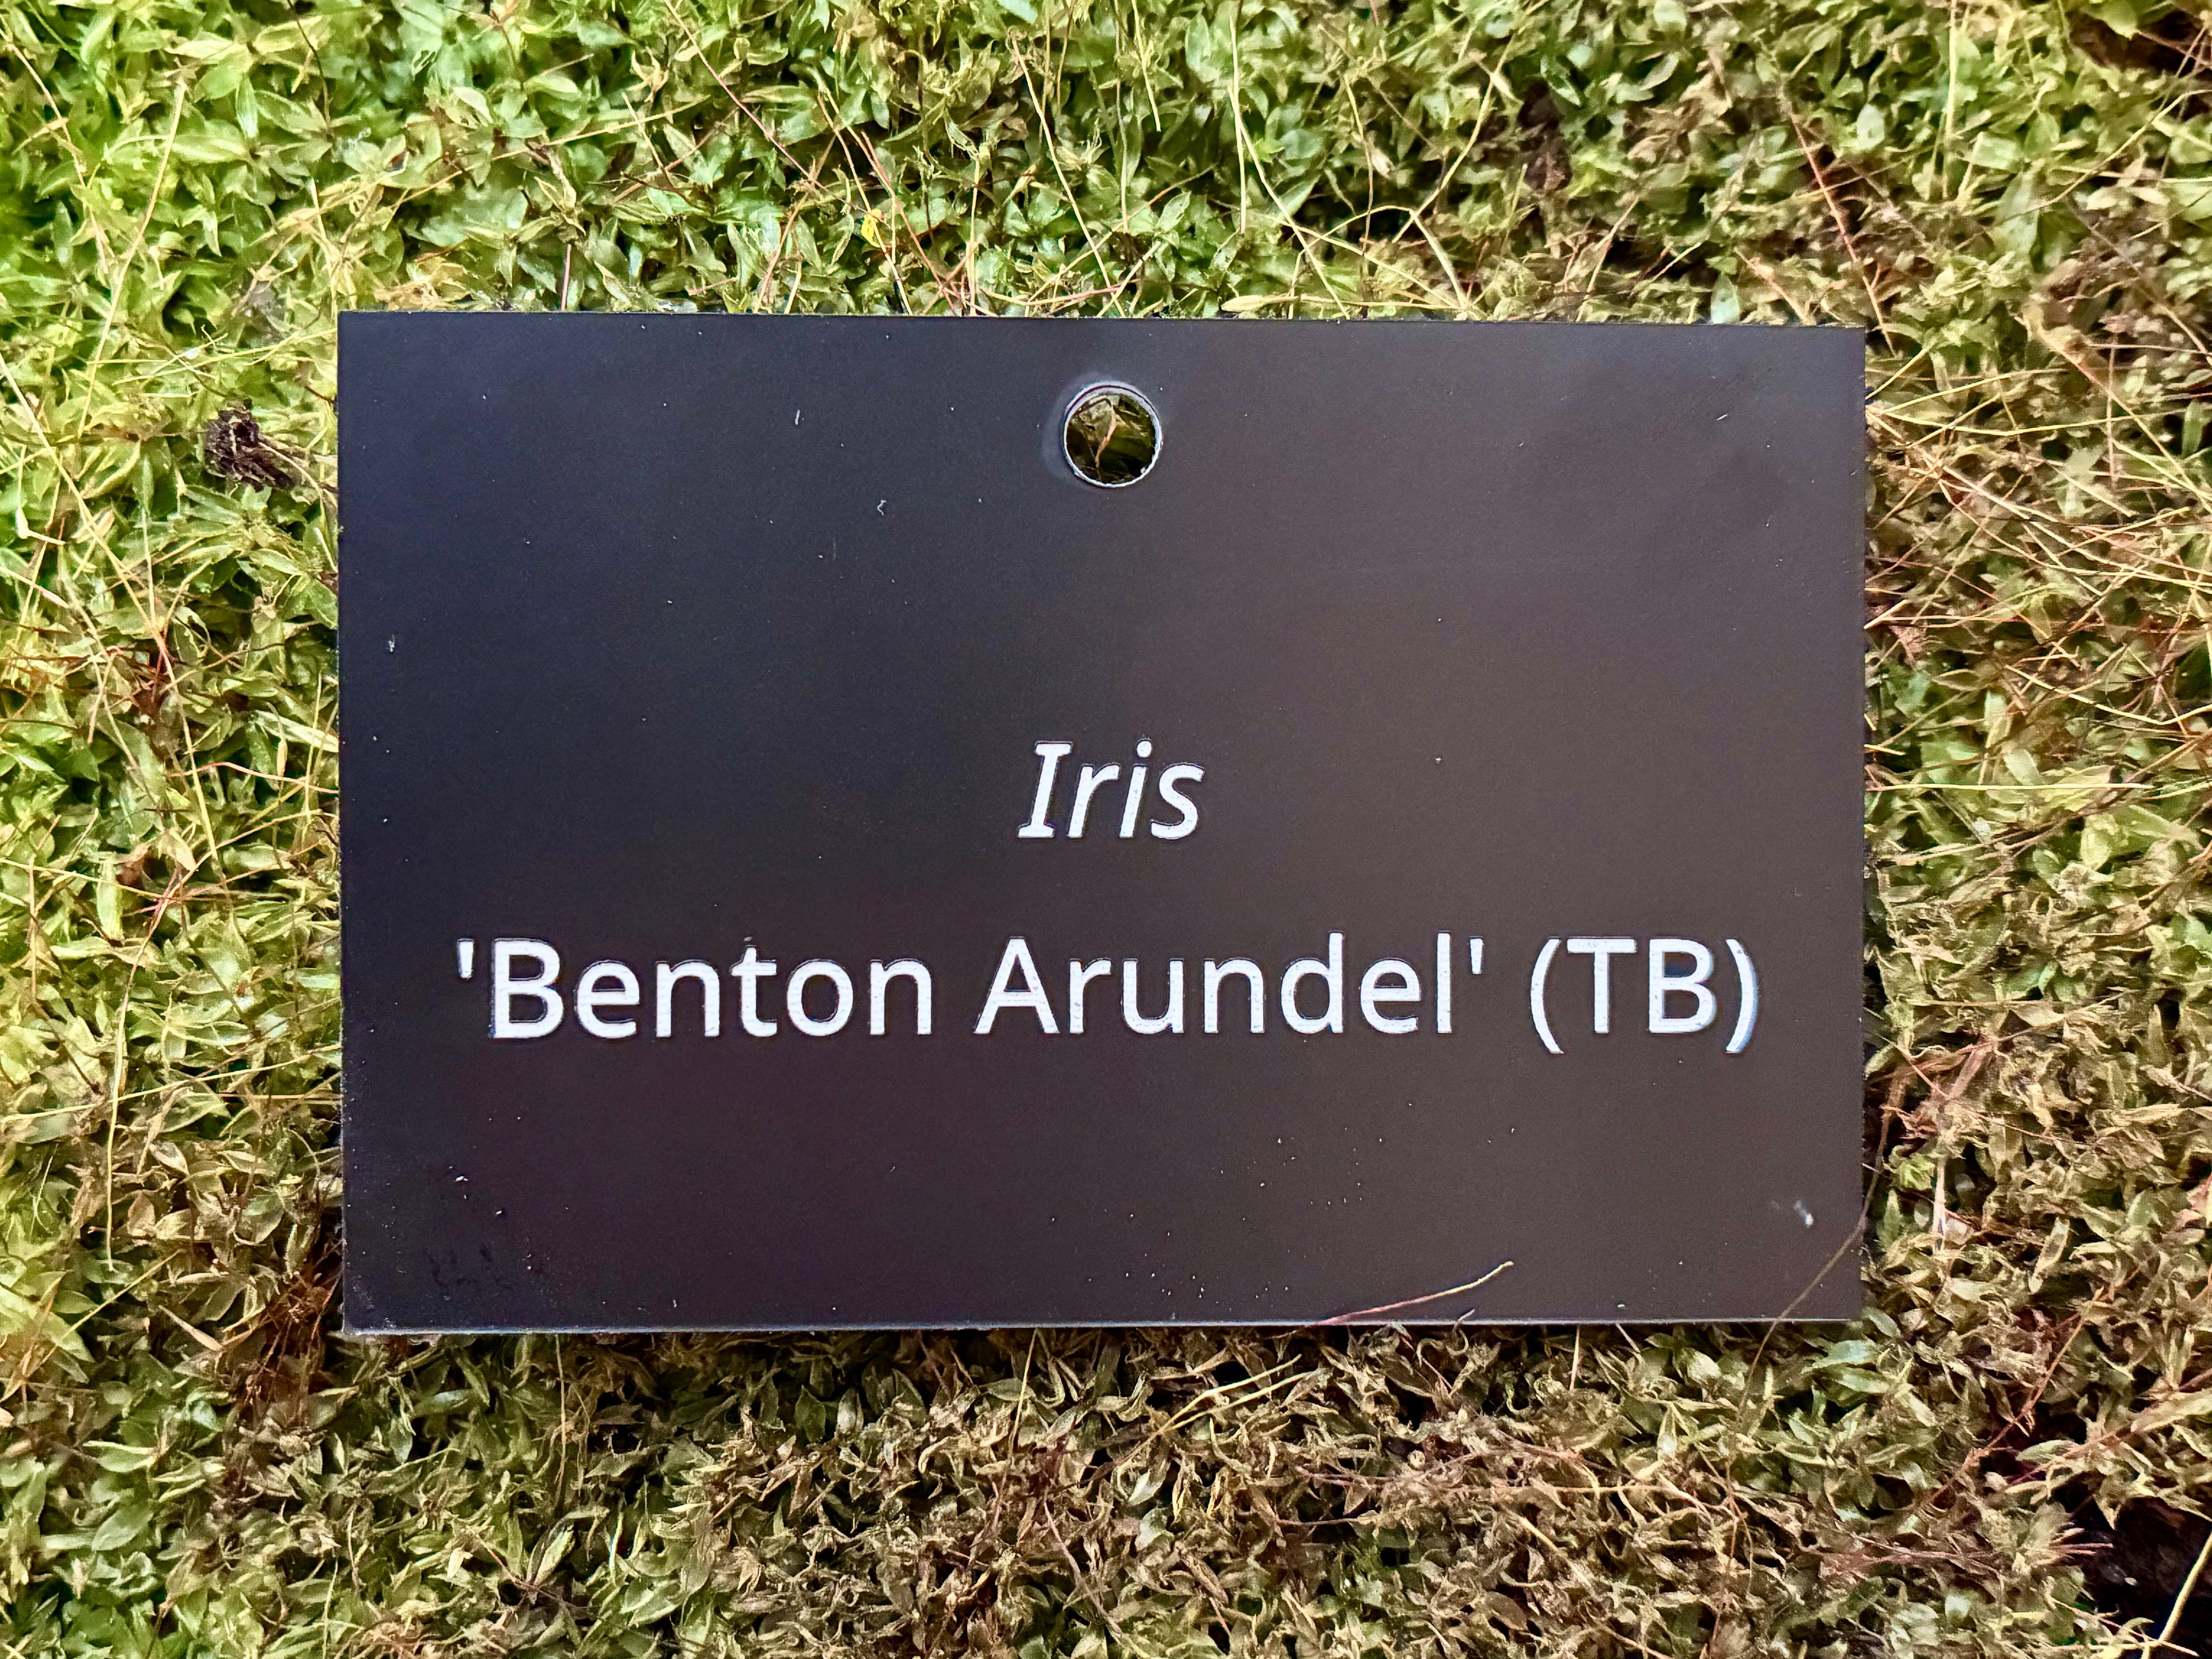 Iris
'Benton Arundel' (TB)